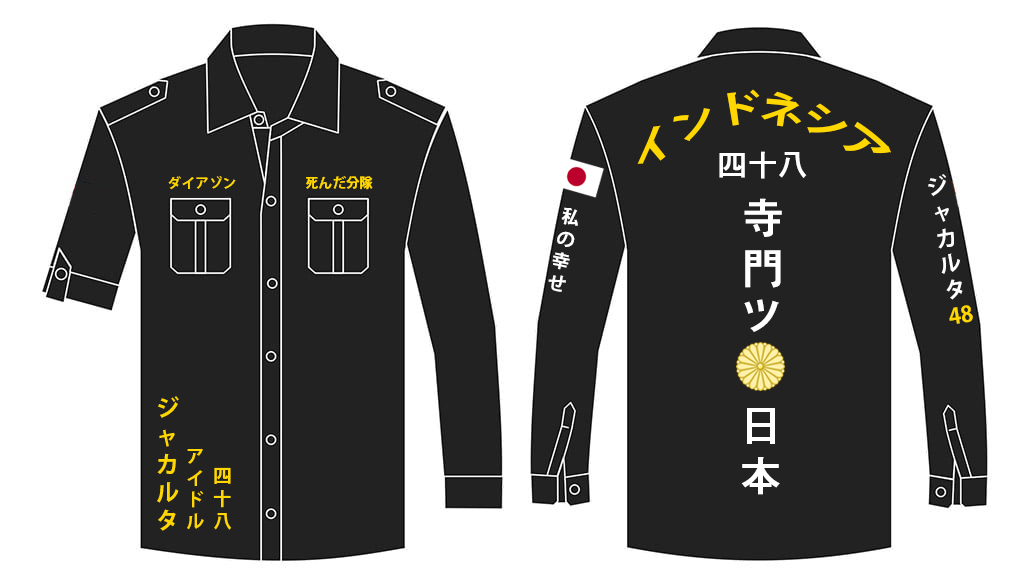 ダイアゾン
死んだ分隊
ジャカルタ
アイドル
四十八
インドネシア
四十八
寺門ツ
日本
私の幸せ
ジャカルタ48